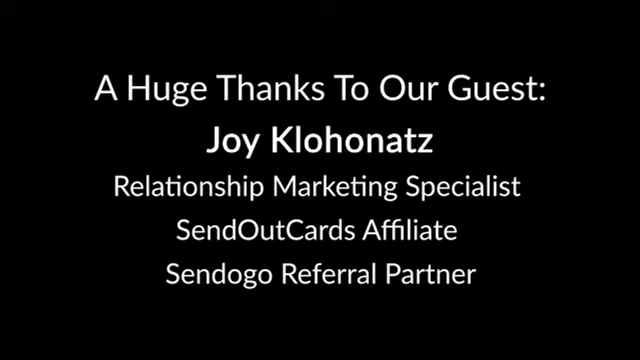 A Huge Thanks To Our Guest:
Joy Klohonatz
Relationship Marketing Specialist
SendOutCards Affiliate
Sendogo Referral Partner